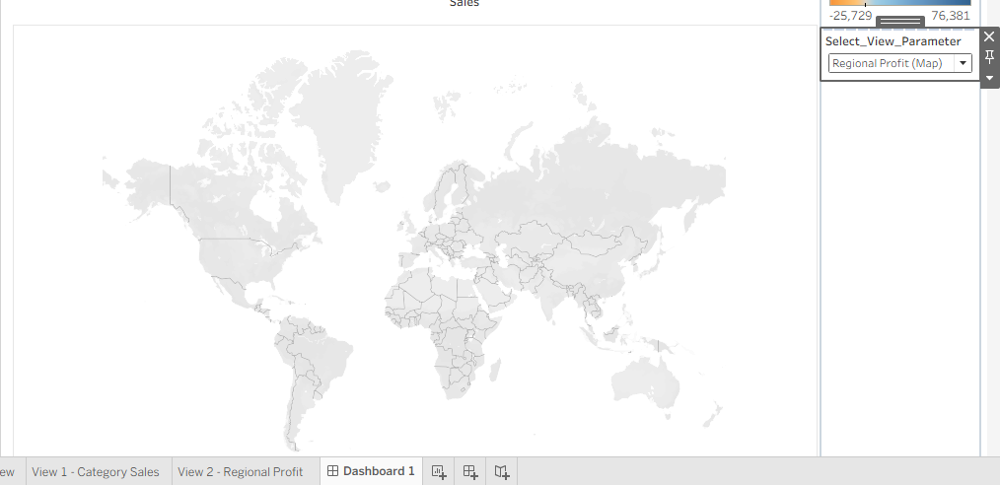 Sales
-25,729 76,381
Select_View_Parameter
Regional Profit (Map)
ew View 1 - Category Sales View 2 - Regional Profit Dashboard 1